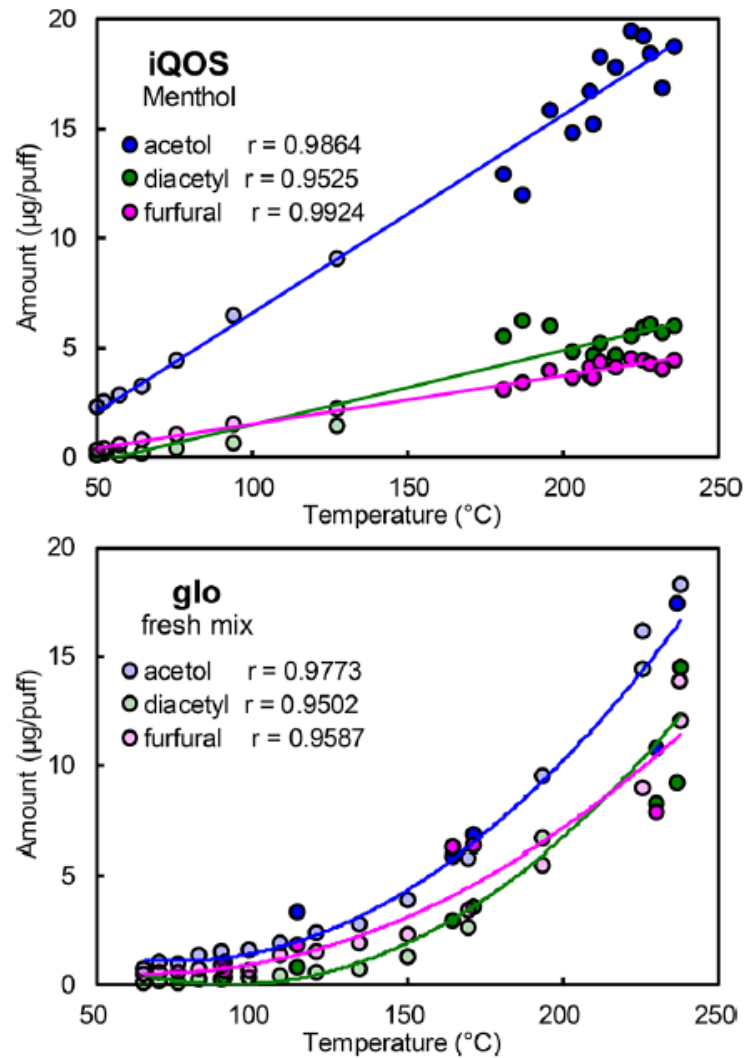 20
iQOS
Menthol
acetol r = 0.9864
15
diacetyl r = 0.9525
furfural r = 0.9924
10
Amount (µg/puff)
5
0
50 100 150 200 250
Temperature (°C)
20
glo
fresh mix
acetol r = 0.9773
15
diacetyl r = 0.9502
furfural r = 0.9587
10
Amount (µg/puff)
5
0
50 100 150 200 250
Temperature (°C)